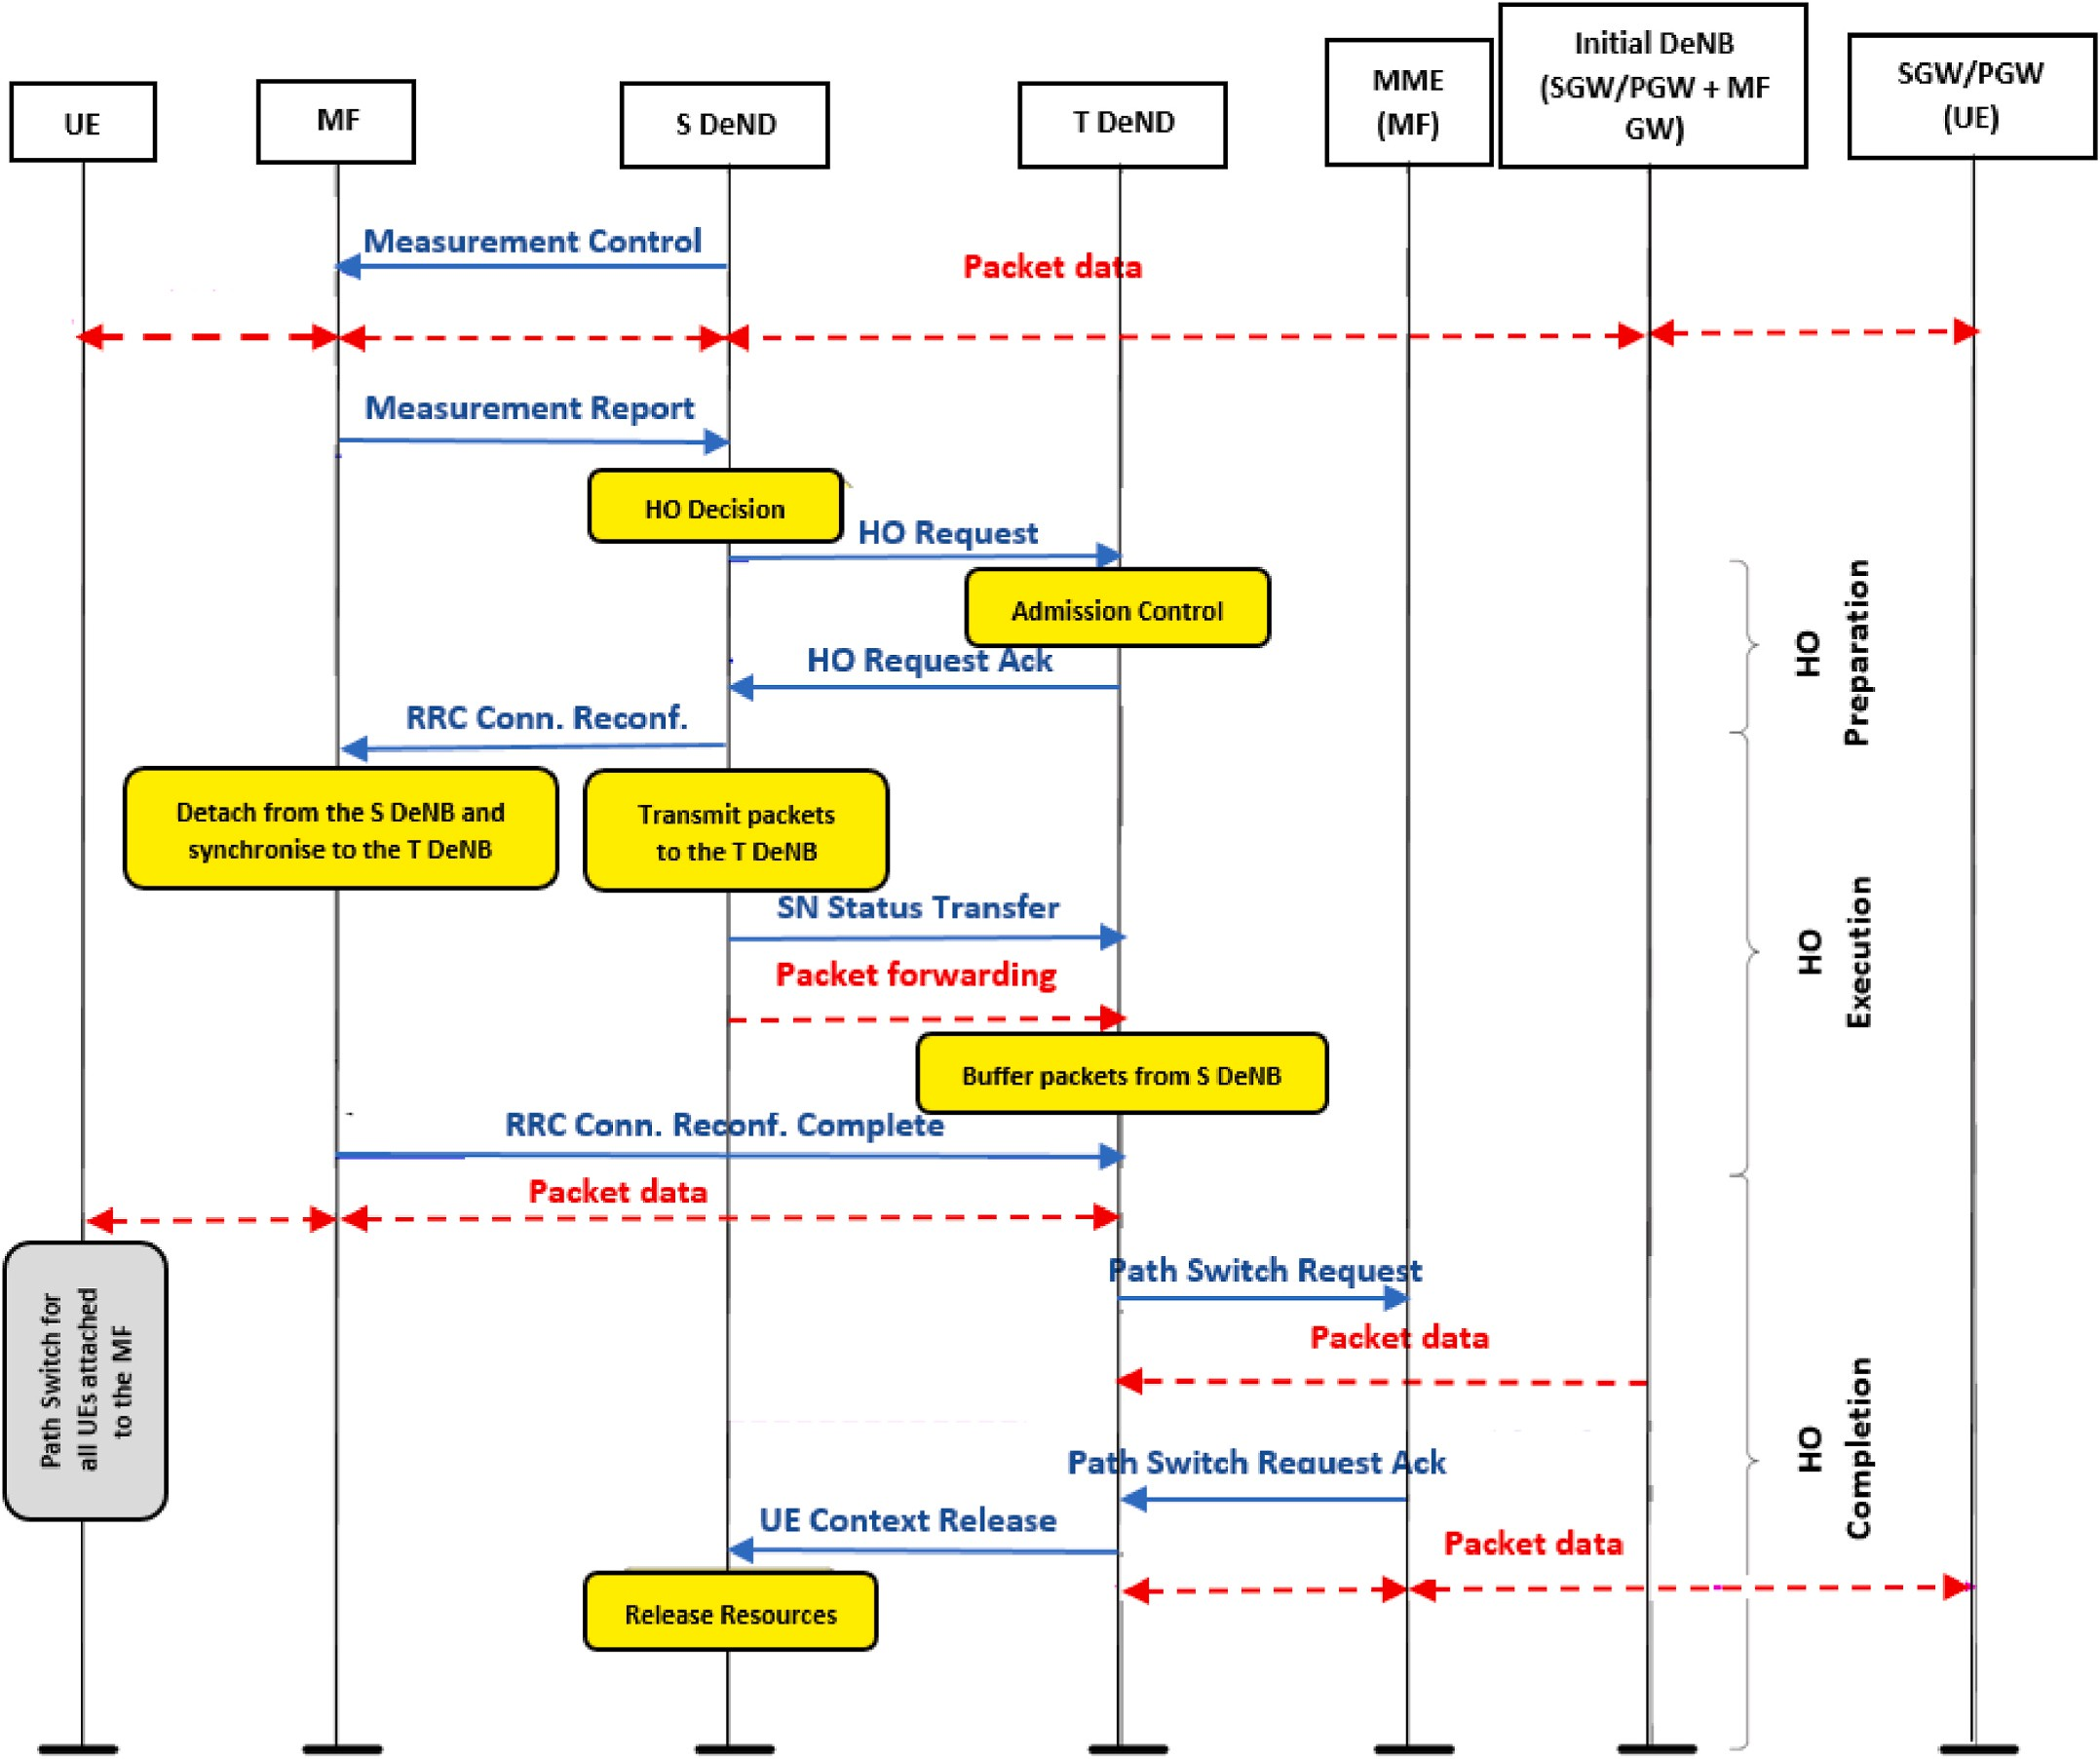 UE
MF
S DeND
T DeND
MME
(MF)
Initial DeNB
(SGW/PGW + MF
GW)
SGW/PGW
(UE)
Measurement Control
Packet data
Measurement Report
HO Decision
HO Request
Admission Control
HO Request Ack
RRC Conn. Reconf.
HO
Preparation
Detach from the S DeNB and
synchronise to the T DeNB
Transmit packets
to the T DeNB
SN Status Transfer
Packet forwarding
HO
Execution
Buffer packets from S DeNB
RRC Conn. Reconf. Complete
Packet data
Path Switch for
all UEs attached
to the MF
Path Switch Request
Packet data
Path Switch Request Ack
HO
Completion
UE Context Release
Packet data
Release Resources